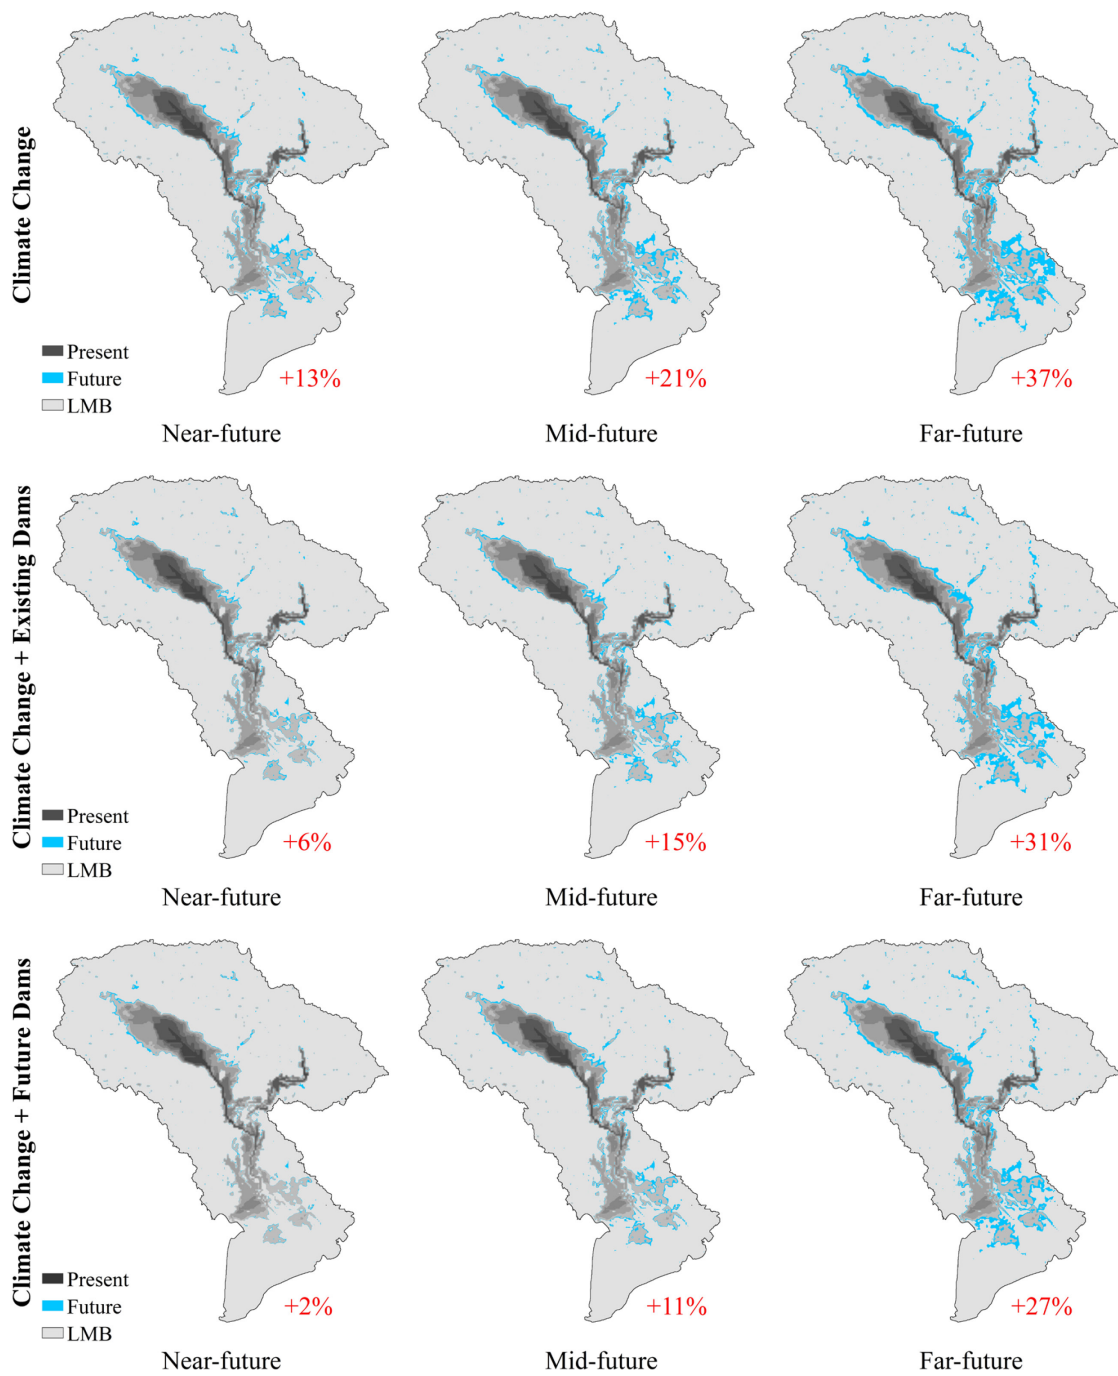 Climate Change
Present
Future
LMB
+13%
+21%
+37%
Near-future
Mid-future
Far-future
Climate Change + Existing Dams
Present
Future
LMB
+6%
+15%
+31%
Near-future
Mid-future
Far-future
Climate Change + Future Dams
Present
Future
LMB
+2%
+11%
+27%
Near-future
Mid-future
Far-future